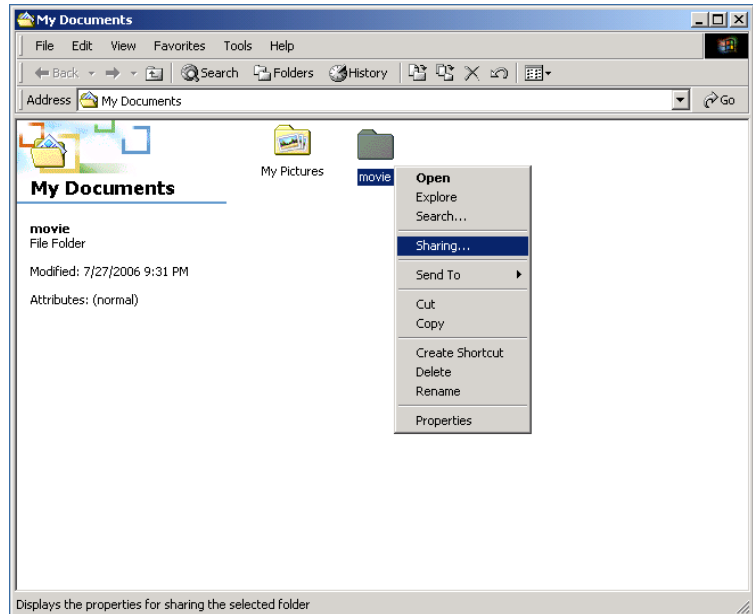 My Documents
File Edit View Favorites Tools Help
Back Search Folders History
Address My Documents Go
My Pictures
movie
My Documents
movie
File Folder
Modified: 7/27/2006 9:31 PM
Attributes: (normal)
Open
Explore
Search...
Sharing...
Send To
Cut
Copy
Create Shortcut
Delete
Rename
Properties
Displays the properties for sharing the selected folder